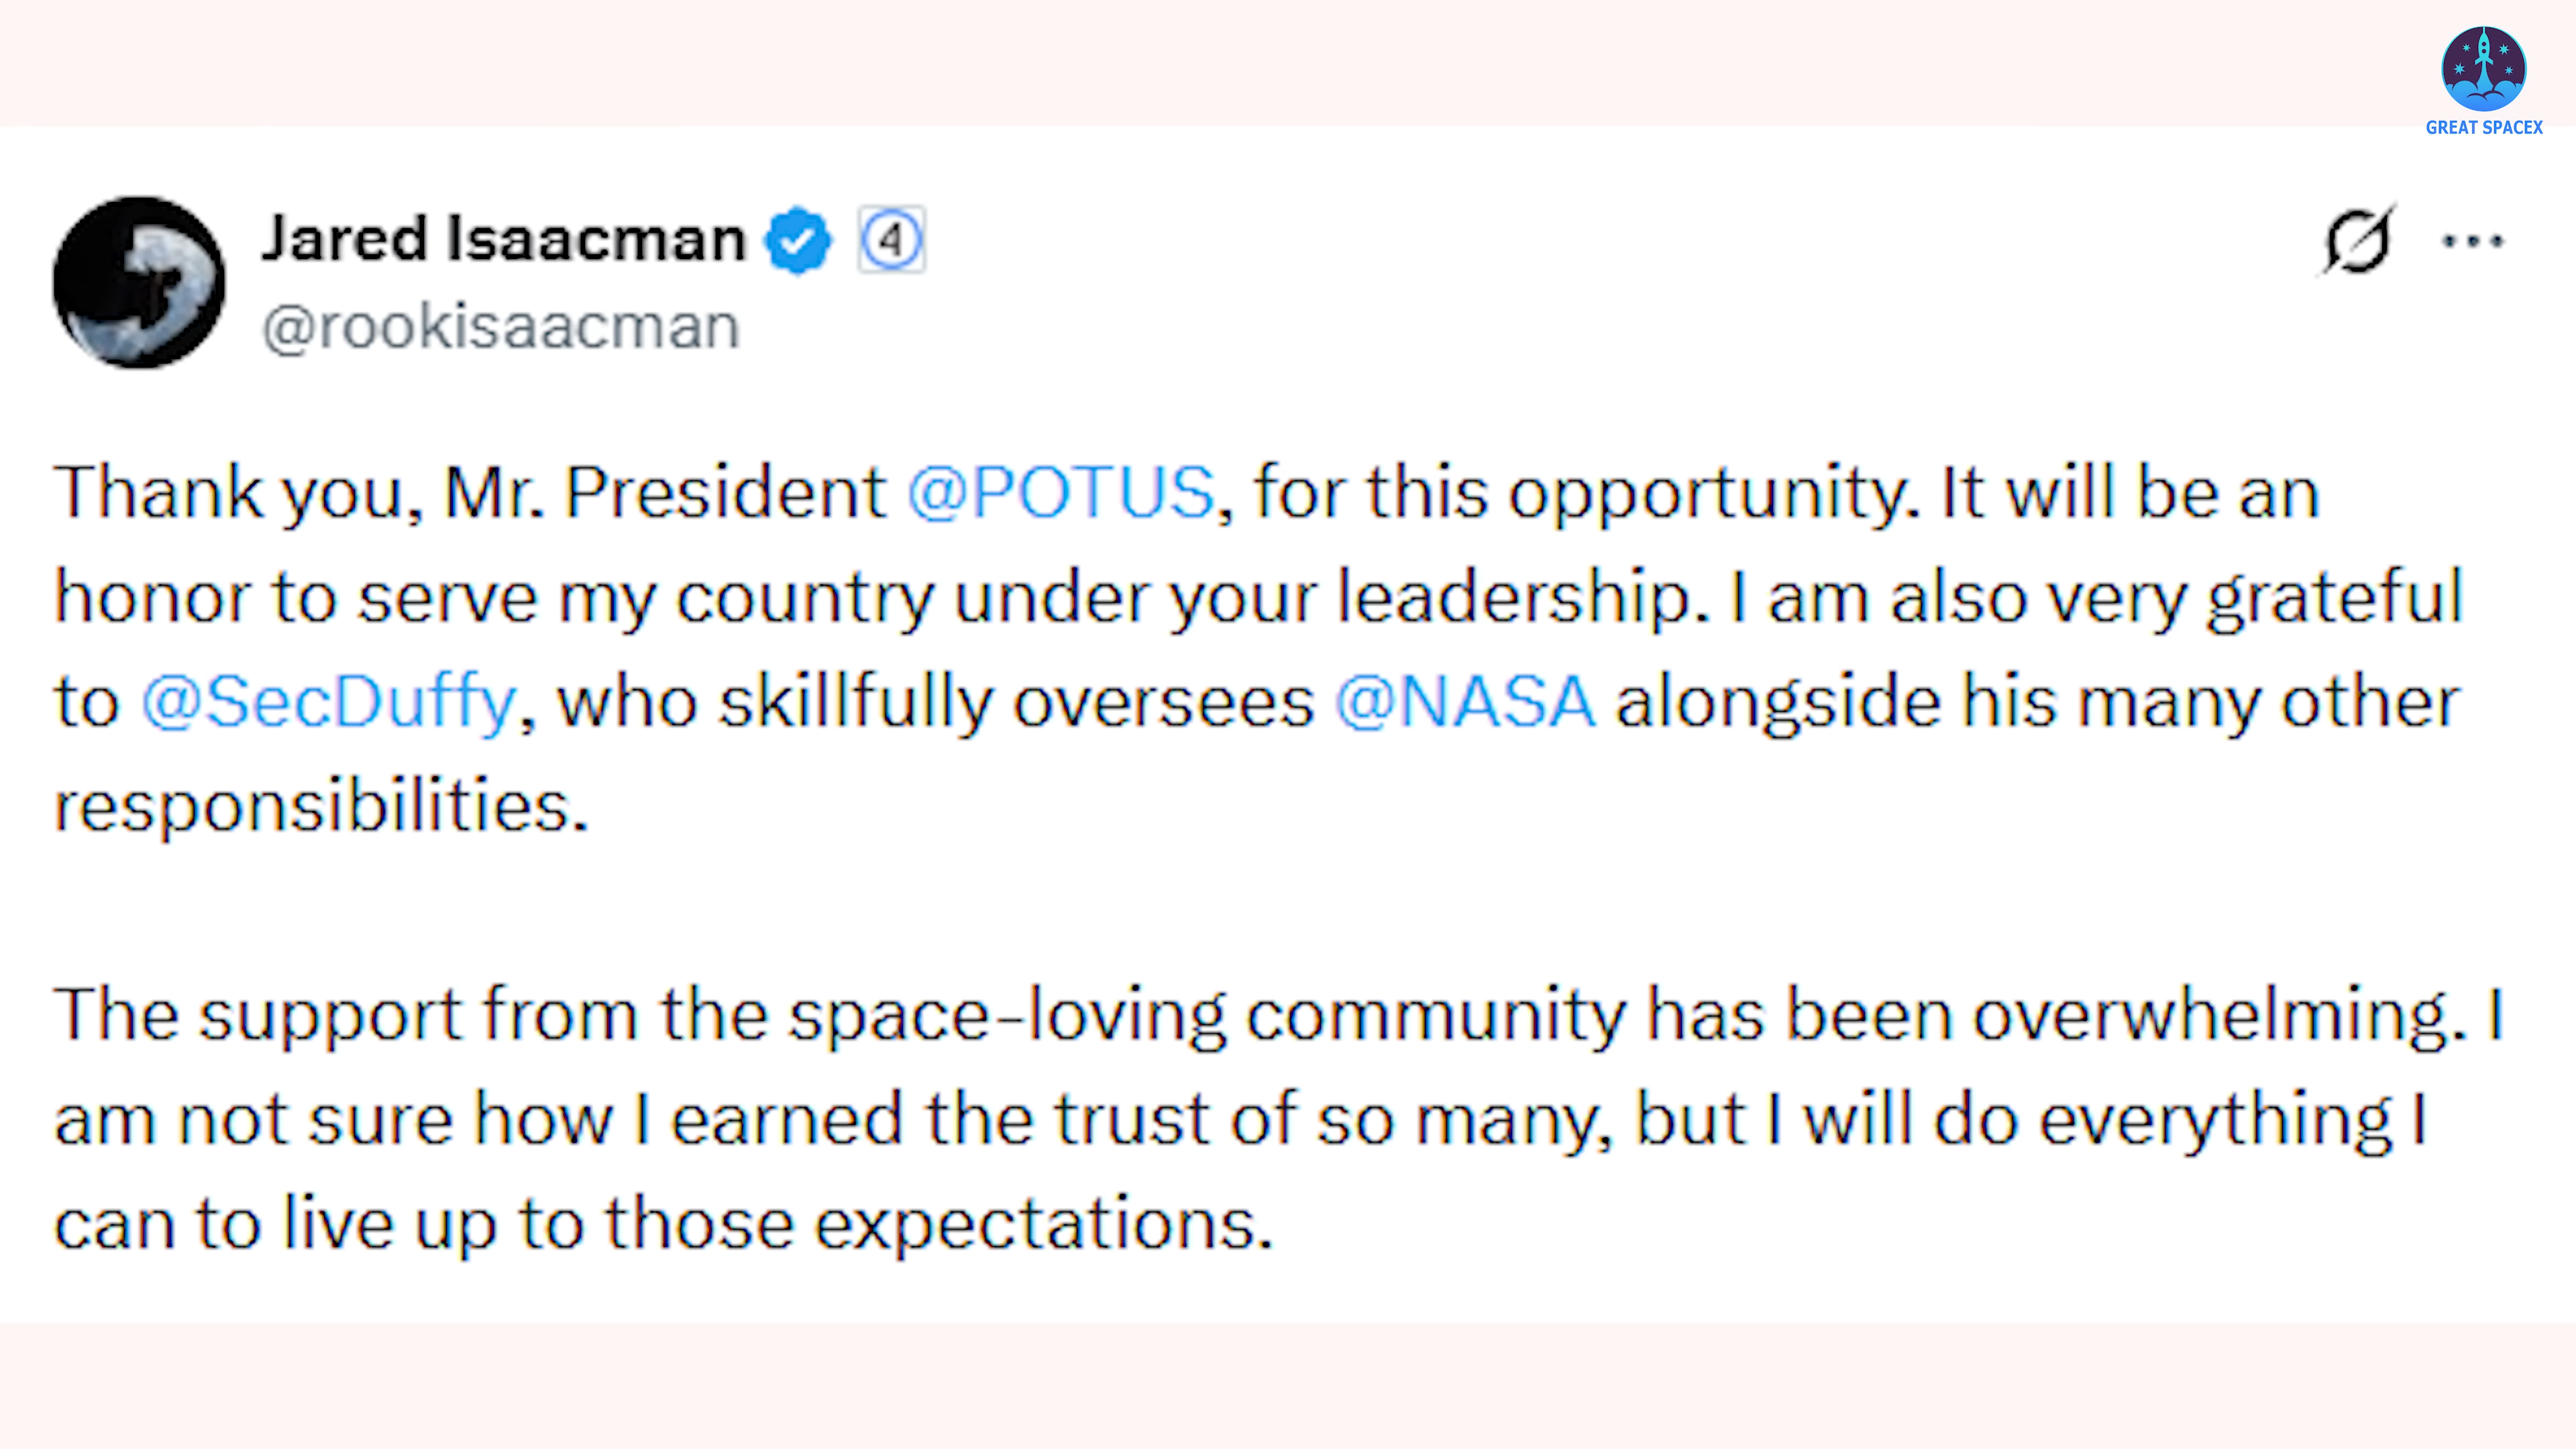 GREAT SPACEX
Jared Isaacman 4
@rookisaacman
Thank you, Mr. President @POTUS, for this opportunity. It will be an
honor to serve my country under your leadership. I am also very grateful
to @SecDuffy, who skillfully oversees @NASA alongside his many other
responsibilities.
The support from the space-loving community has been overwhelming. I
am not sure how I earned the trust of so many, but I will do everything I
can to live up to those expectations.